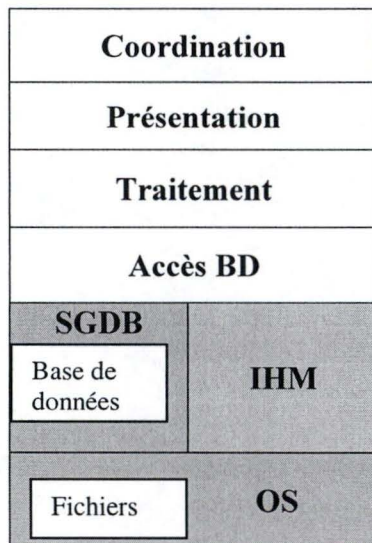 Coordination
Présentation
Traitement
Accès BD
SGDB
Base de
données
IHM
Fichiers
OS